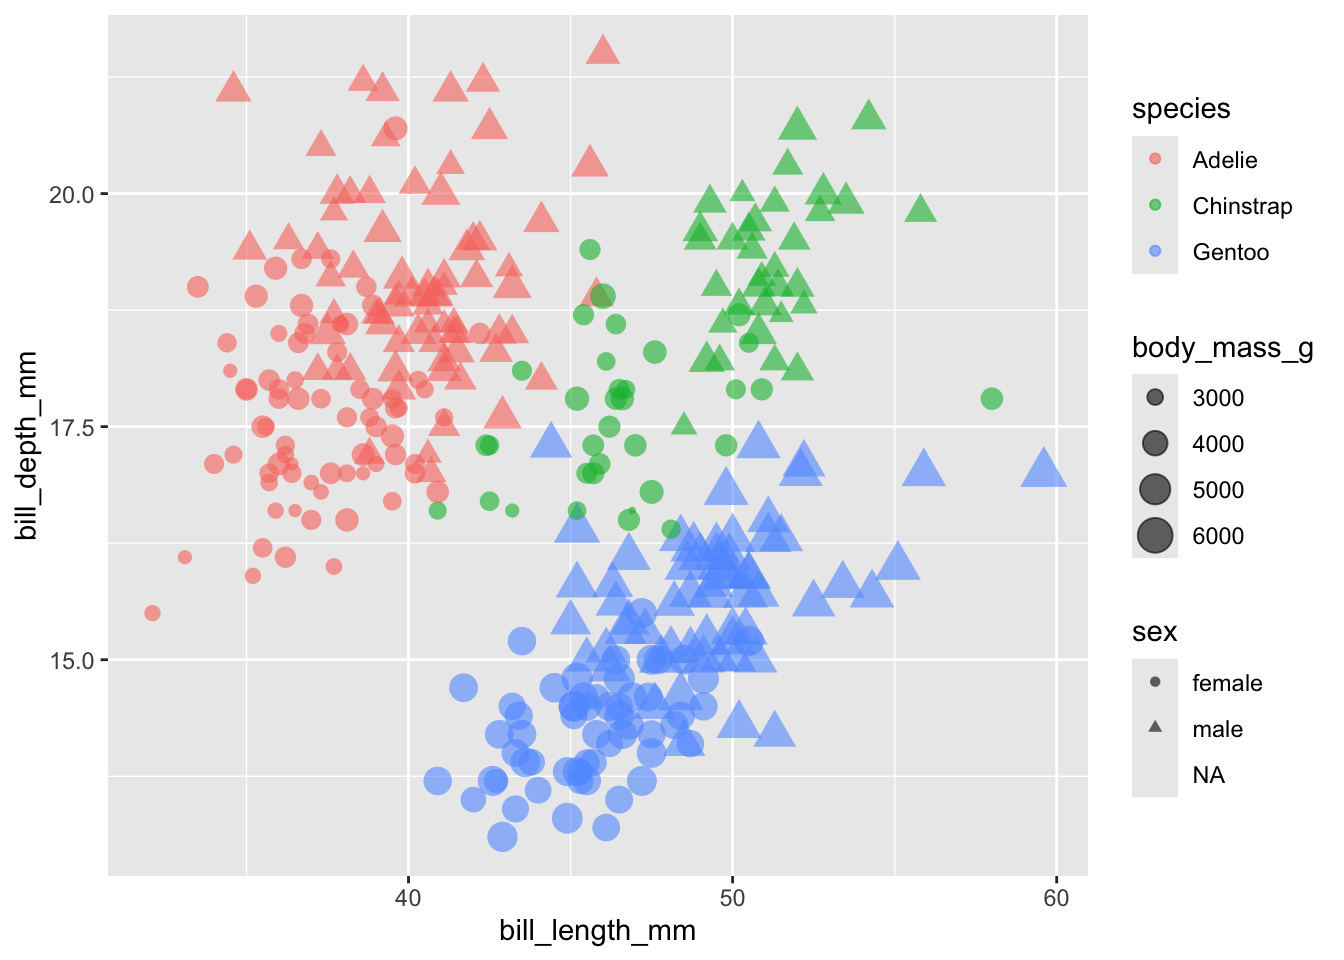 bill_depth_mm
20.0
17.5
15.0
40
50
60
bill_length_mm
species
Adelie
Chinstrap
Gentoo
body_mass_g
3000
4000
5000
6000
sex
female
male
NA